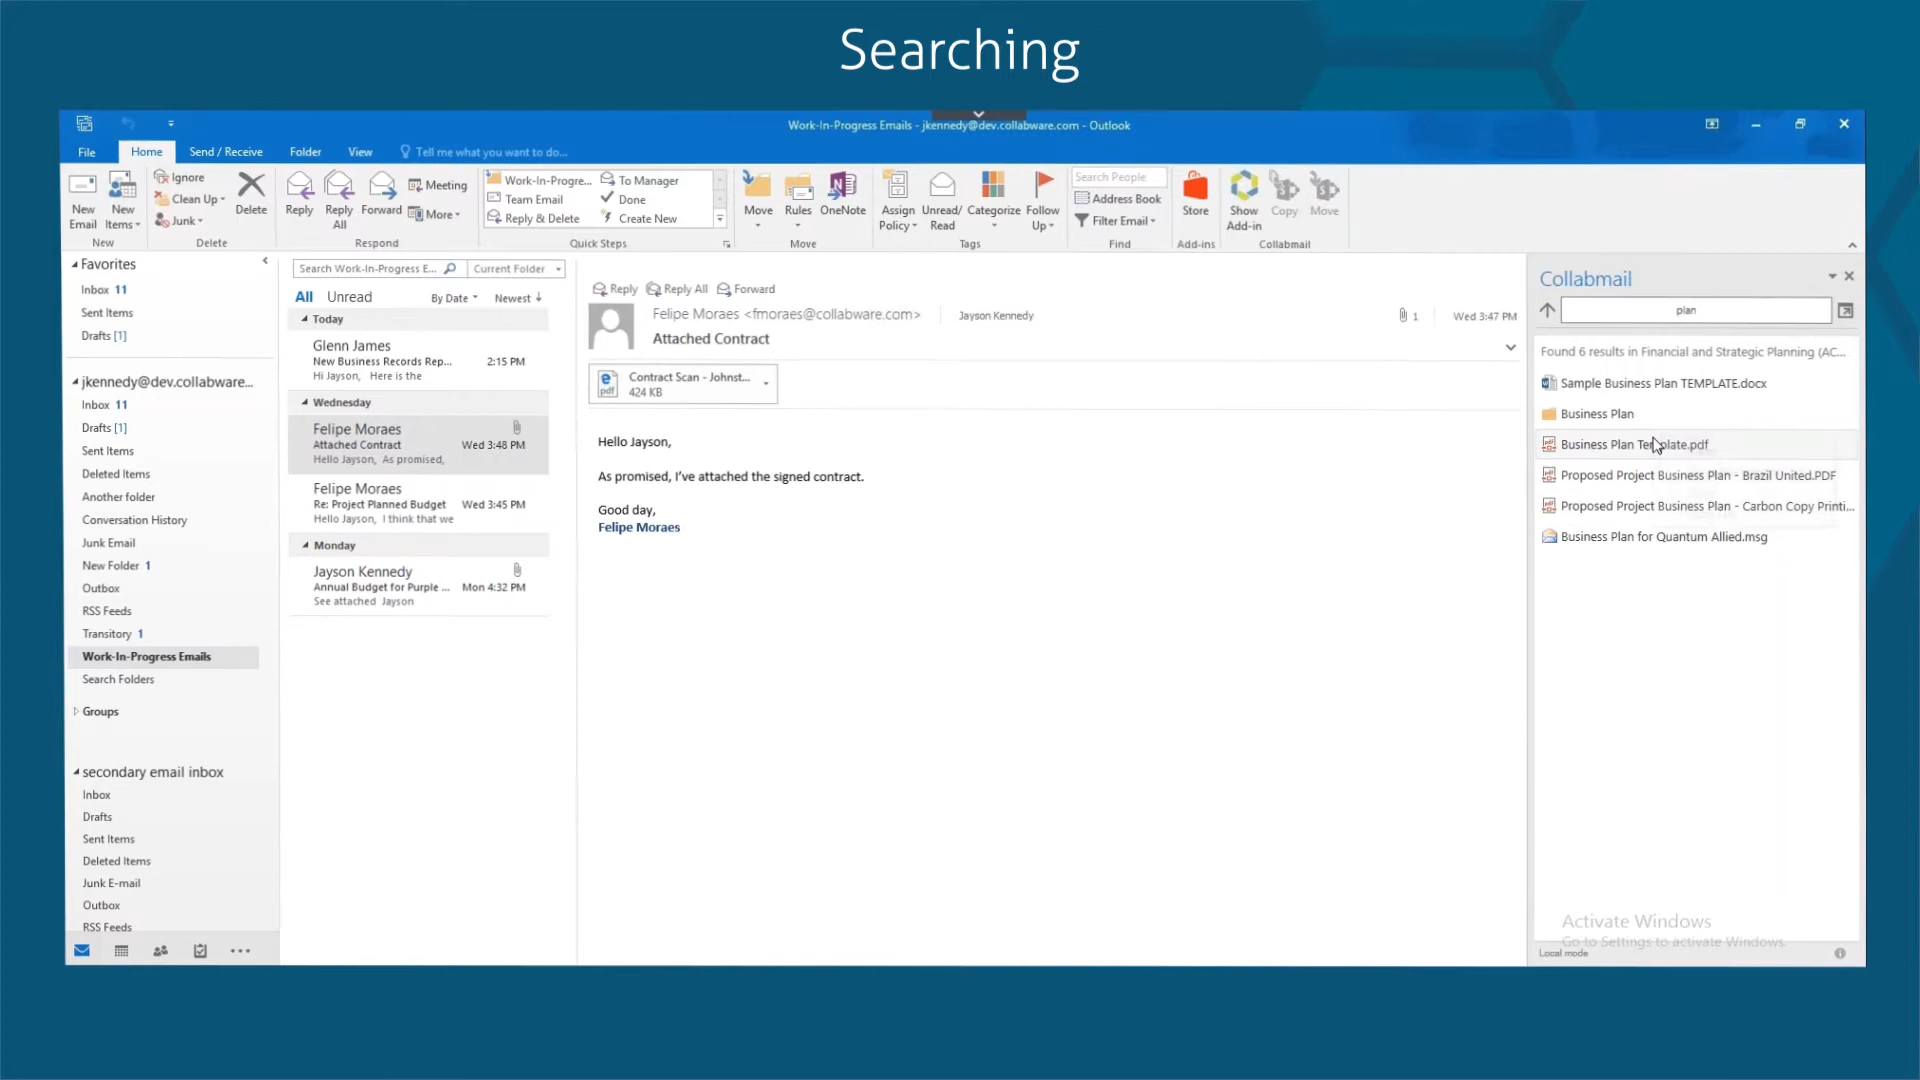 Searching
Work-In-Progress Emails - jkennedy@dev.collabware.com - Outlook
File
Home
Send / Receive
Folder
View
Tell me what you want to do...
New
Email
New
Items
New
Ignore
Clean Up
Junk
Delete
Delete
Reply
Reply
All
Forward
Meeting
More
Respond
Work-In-Progre...
Team Email
Reply & Delete
To Manager
Done
Create New
Quick Steps
Move
Rules
OneNote
Move
Assign
Policy
Unread/
Read
Categorize
Follow
Up
Tags
Search People
Address Book
Filter Email
Find
Store
Add-ins
Show
Add-in
Copy
Move
Collabmail
Favorites
Inbox 11
Sent Items
Drafts [1]
jkennedy@dev.collabware...
Inbox 11
Drafts [1]
Sent Items
Deleted Items
Another folder
Conversation History
Junk Email
New Folder 1
Outbox
RSS Feeds
Transitory 1
Work-In-Progress Emails
Search Folders
Groups
secondary email inbox
Inbox
Drafts
Sent Items
Deleted Items
Junk E-mail
Outbox
RSS Feeds
Search Work-In-Progress E...
Current Folder
All
Unread
By Date
Newest
Today
Glenn James
New Business Records Rep... 2:15 PM
Hi Jayson, Here is the
Wednesday
Felipe Moraes
Attached Contract Wed 3:48 PM
Hello Jayson, As promised,
Felipe Moraes
Re: Project Planned Budget Wed 3:45 PM
Hello Jayson, I think that we
Monday
Jayson Kennedy
Annual Budget for Purple ... Mon 4:32 PM
See attached Jayson
Reply Reply All Forward
Felipe Moraes <fmoraes@collabware.com>
Jayson Kennedy
1
Wed 3:47 PM
Attached Contract
pdf
Contract Scan - Johnst...
424 KB
Hello Jayson,
As promised, I've attached the signed contract.
Good day,
Felipe Moraes
Collabmail
plan
Found 6 results in Financial and Strategic Planning (AC...
Sample Business Plan TEMPLATE.docx
Business Plan
Business Plan Template.pdf
Proposed Project Business Plan - Brazil United.PDF
Proposed Project Business Plan - Carbon Copy Printi...
Business Plan for Quantum Allied.msg
Activate Windows
Go to Settings to activate Windows.
Local mode